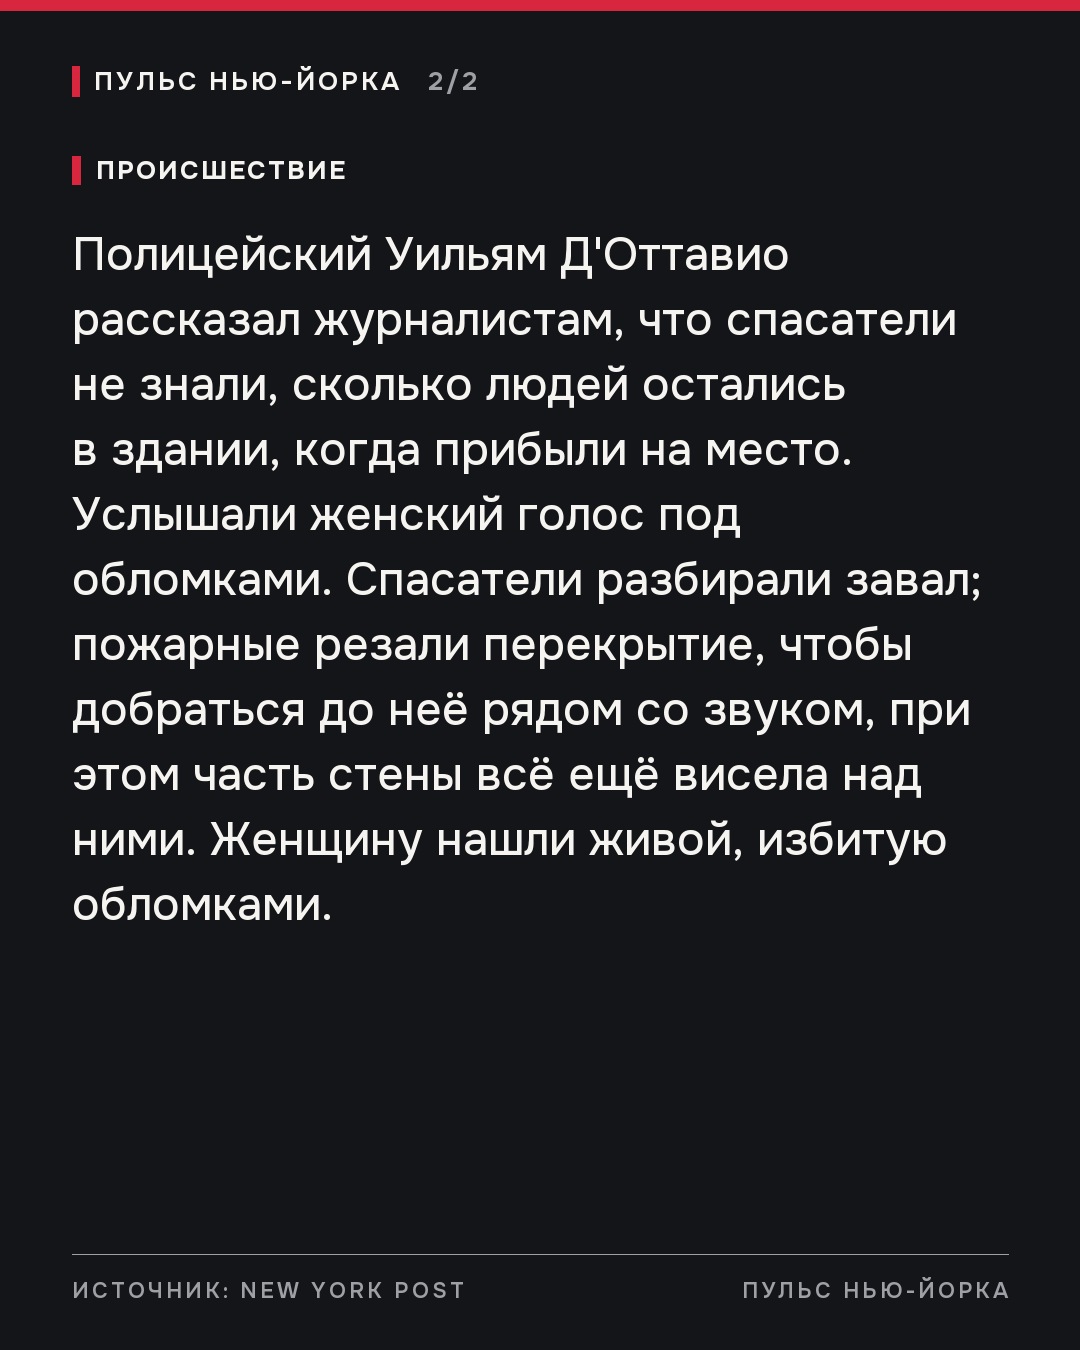 ПУЛЬС НЬЮ-ЙОРКА 2/2
ПРОИСШЕСТВИЕ
Полицейский Уильям Д'Оттавио
рассказал журналистам, что спасатели
не знали, сколько людей остались
в здании, когда прибыли на место.
Услышали женский голос под
обломками. Спасатели разбирали завал;
пожарные резали перекрытие, чтобы
добраться до неё рядом со звуком, при
этом часть стены всё ещё висела над
ними. Женщину нашли живой, избитую
обломками.
ИСТОЧНИК: NEW YORK POST
ПУЛЬС НЬЮ-ЙОРКА